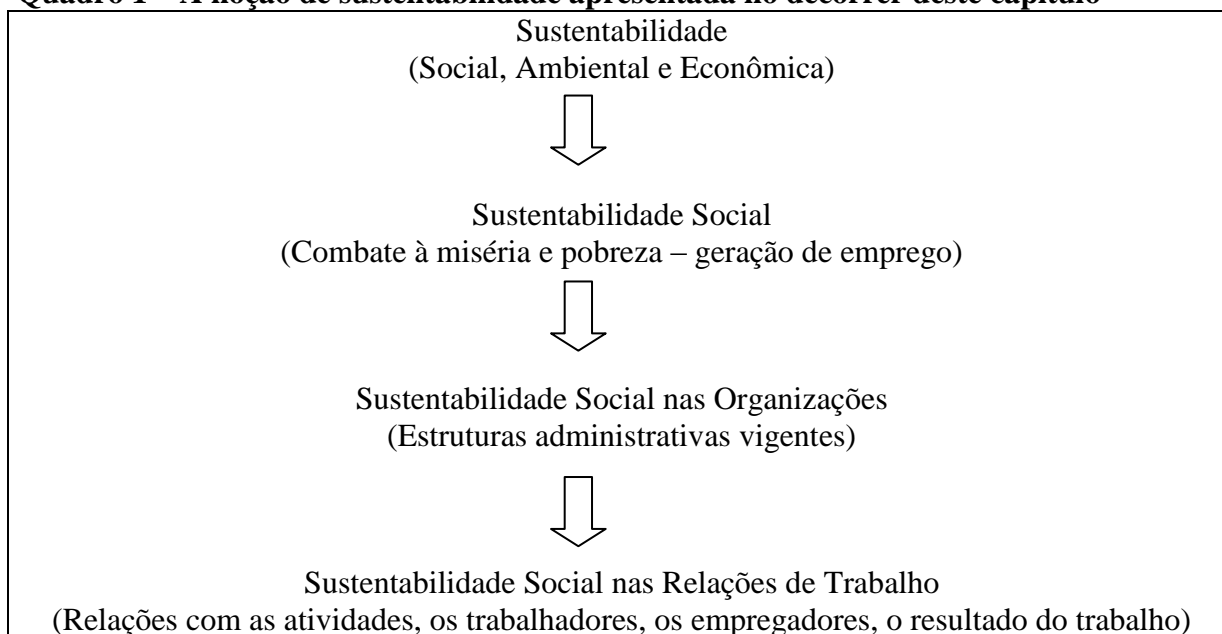 Quadro 1 – A noção de sustentabilidade apresentada no decorrer deste capítulo
Sustentabilidade
(Social, Ambiental e Econômica)
Sustentabilidade Social
(Combate à miséria e pobreza – geração de emprego)
Sustentabilidade Social nas Organizações
(Estruturas administrativas vigentes)
Sustentabilidade Social nas Relações de Trabalho
(Relações com as atividades, os trabalhadores, os empregadores, o resultado do trabalho)